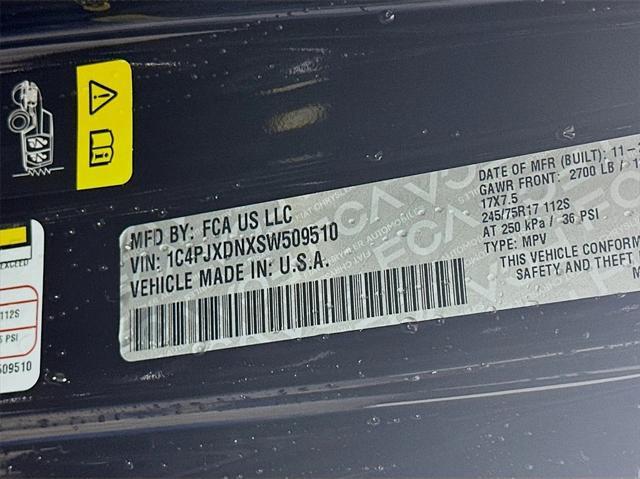 MFD BY: FCA US LLC
VIN: 1C4PJXDNXSW509510
VEHICLE MADE IN: U.S.A.
DATE OF MFR (BUILT): 11-
GAWR FRONT: 2700 LB /
17X7.5
245/75R17 112S
AT 250 kPa / 36 PSI
TYPE: MPV
THIS VEHICLE CONFORM
SAFETY AND THEFT
EXCEED
112S
PSI
509510